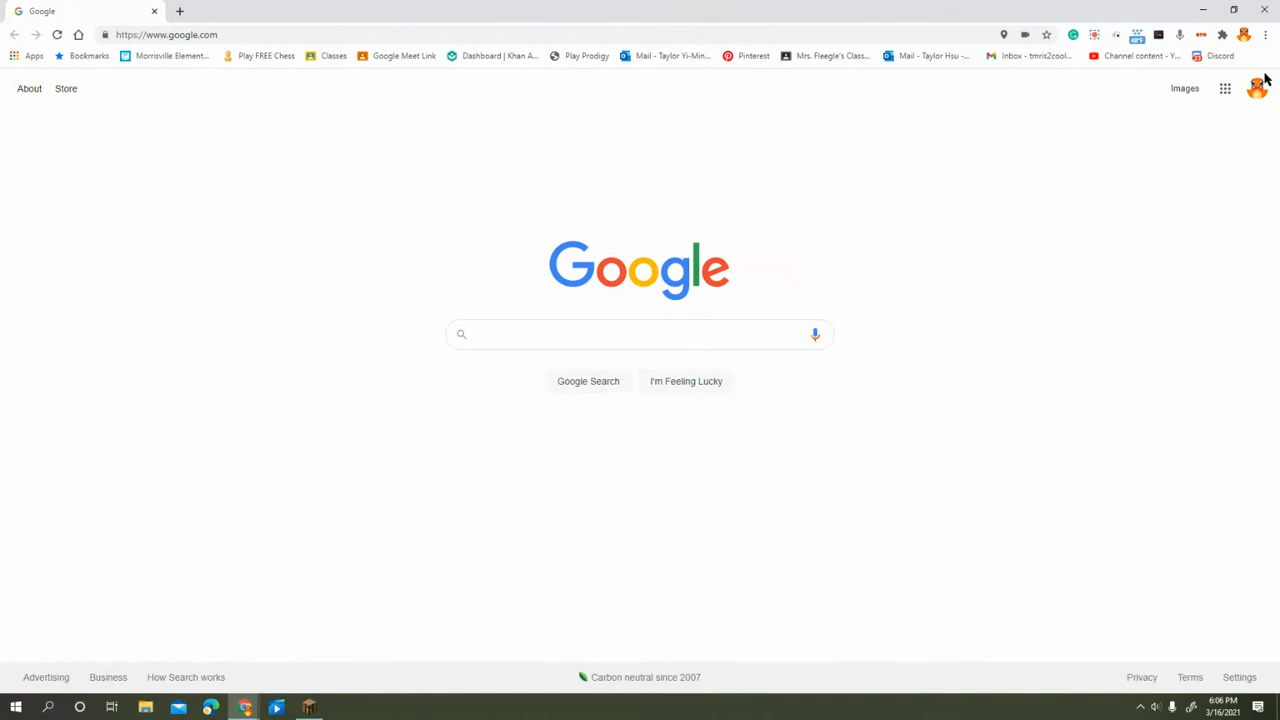 Google
https://www.google.com
48°F
Apps Bookmarks Morrisville Element... Play FREE Chess Classes Google Meet Link Dashboard | Khan A... Play Prodigy Mail - Taylor Yi-Min... Pinterest Mrs. Fleegle's Class... Mail - Taylor Hsu -... Inbox - tmris2cool... Channel content - Y... 23 Discord
About Store Images
Google
Google Search I'm Feeling Lucky
Advertising Business How Search works Carbon neutral since 2007 Privacy Terms Settings
6:06 PM
3/16/2021